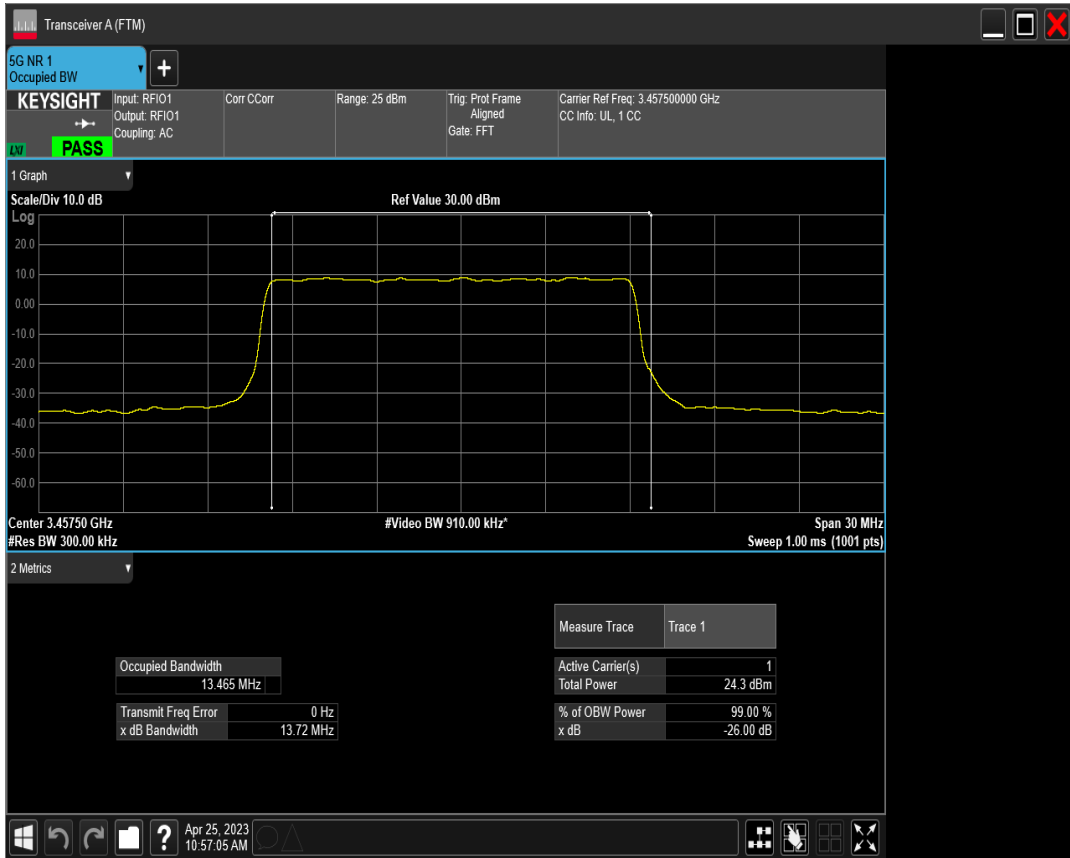 Transceiver A (FTM)
5G NR 1
Occupied BW
+
KEYSIGHT
LXI
PASS
Input: RFIO1
Output: RFIO1
Coupling: AC
Corr CCorr
Range: 25 dBm
Trig: Prot Frame
Aligned
Gate: FFT
Carrier Ref Freq: 3.457500000 GHz
CC Info: UL, 1 CC
1 Graph
Scale/Div 10.0 dB
Ref Value 30.00 dBm
Log
20.0
10.0
0.00
-10.0
-20.0
-30.0
-40.0
-50.0
-60.0
Center 3.45750 GHz
#Video BW 910.00 kHz*
Span 30 MHz
#Res BW 300.00 kHz
Sweep 1.00 ms (1001 pts)
2 Metrics
Measure Trace Trace 1
Occupied Bandwidth
13.465 MHz
Active Carrier(s) 1
Total Power 24.3 dBm
Transmit Freq Error 0 Hz
x dB Bandwidth 13.72 MHz
% of OBW Power 99.00 %
x dB -26.00 dB
?
Apr 25, 2023
10:57:05 AM